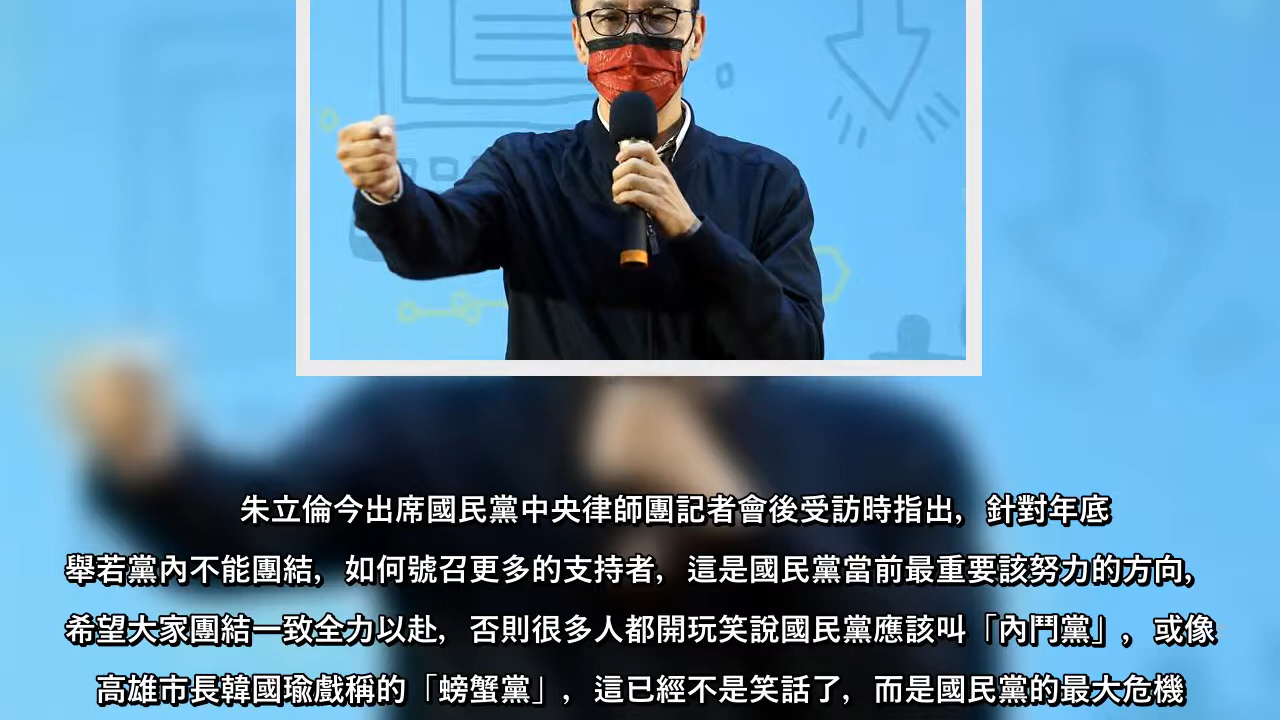 朱立倫今出席國民黨中央律師團記者會後受訪時指出，針對年底
舉若黨內不能團結，如何號召更多的支持者，這是國民黨當前最重要該努力的方向，
希望大家團結一致全力以赴，否則很多人都開玩笑說國民黨應該叫「內鬥黨」，或像
高雄市長韓國瑜戲稱的「螃蟹黨」，這已經不是笑話了，而是國民黨的最大危機